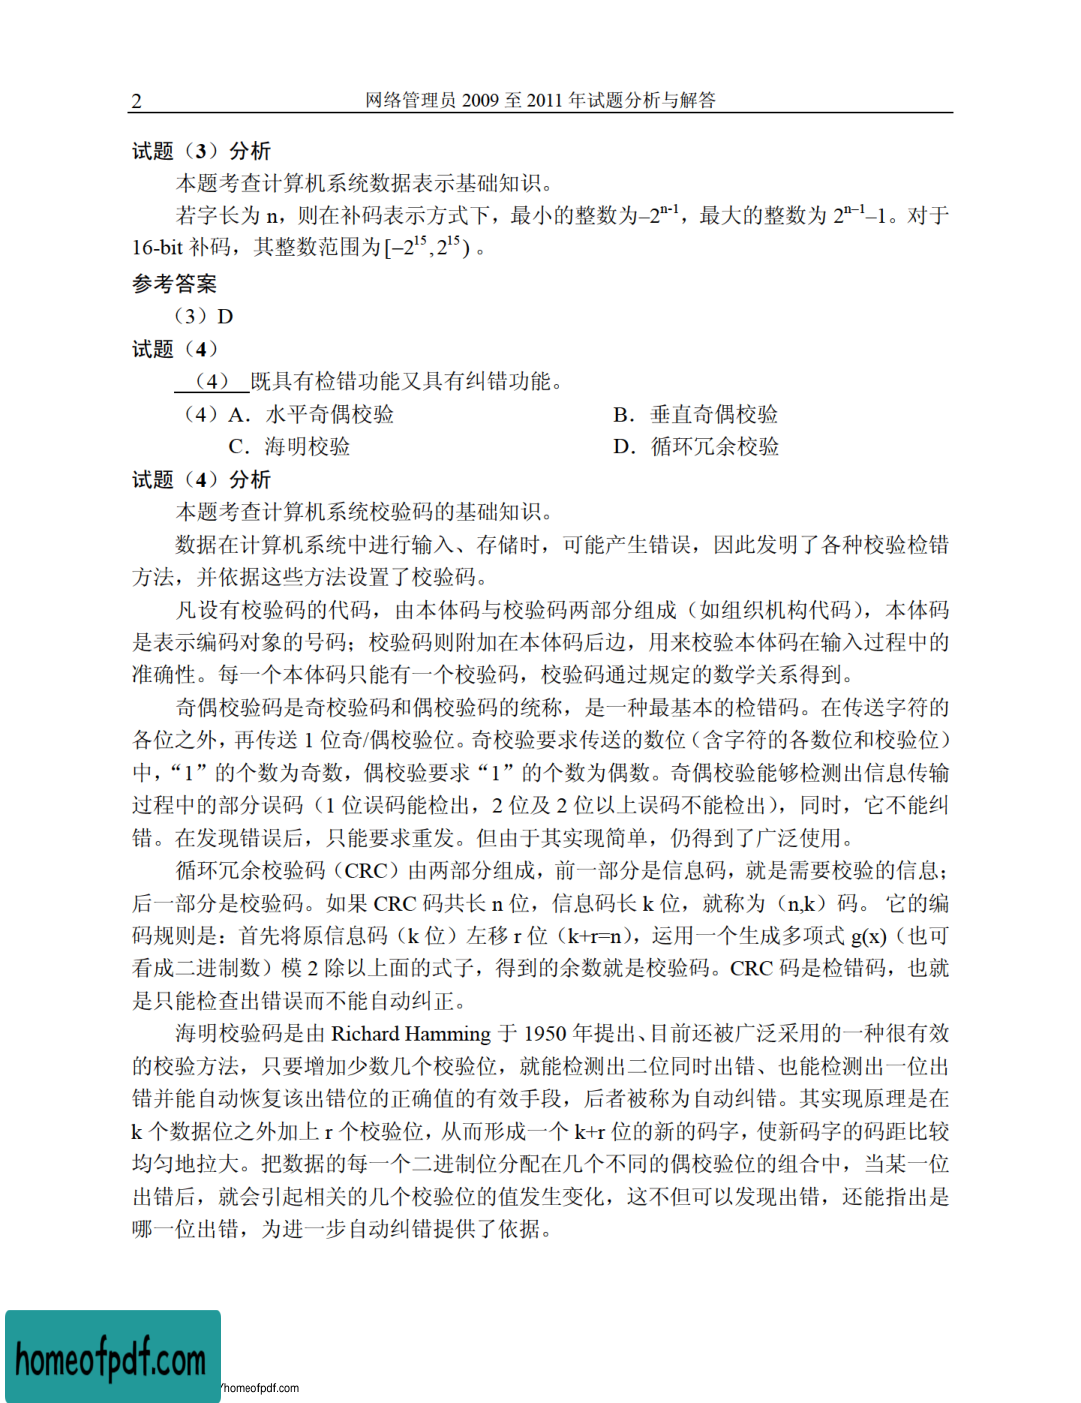 2
网络管理员 2009 至 2011 年试题分析与解答
试题（3）分析
本题考查计算机系统数据表示基础知识。
若字长为 n，则在补码表示方式下，最小的整数为–2^{n-1}，最大的整数为 2^{n–1}–1。对于
16-bit 补码，其整数范围为[−2^{15},2^{15}) 。
参考答案
（3）D
试题（4）
（4） 既具有检错功能又具有纠错功能。
（4）A．水平奇偶校验 B．垂直奇偶校验
C．海明校验 D．循环冗余校验
试题（4）分析
本题考查计算机系统校验码的基础知识。
数据在计算机系统中进行输入、存储时，可能产生错误，因此发明了各种校验检错
方法，并依据这些方法设置了校验码。
凡设有校验码的代码，由本体码与校验码两部分组成（如组织机构代码），本体码
是表示编码对象的号码；校验码则附加在本体码后边，用来校验本体码在输入过程中的
准确性。每一个本体码只能有一个校验码，校验码通过规定的数学关系得到。
奇偶校验码是奇校验码和偶校验码的统称，是一种最基本的检错码。在传送字符的
各位之外，再传送 1 位奇/偶校验位。奇校验要求传送的数位（含字符的各数位和校验位）
中，“1”的个数为奇数，偶校验要求“1”的个数为偶数。奇偶校验能够检测出信息传输
过程中的部分误码（1 位误码能检出，2 位及 2 位以上误码不能检出），同时，它不能纠
错。在发现错误后，只能要求重发。但由于其实现简单，仍得到了广泛使用。
循环冗余校验码（CRC）由两部分组成，前一部分是信息码，就是需要校验的信息；
后一部分是校验码。如果 CRC 码共长 n 位，信息码长 k 位，就称为（n,k）码。 它的编
码规则是：首先将原信息码（k 位）左移 r 位（k+r=n），运用一个生成多项式 g(x)（也可
看成二进制数）模 2 除以上面的式子，得到的余数就是校验码。CRC 码是检错码，也就
是只能检查出错误而不能自动纠正。
海明校验码是由 Richard Hamming 于 1950 年提出、目前还被广泛采用的一种很有效
的校验方法，只要增加少数几个校验位，就能检测出二位同时出错、也能检测出一位出
错并能自动恢复该出错位的正确值的有效手段，后者被称为自动纠错。其实现原理是在
k 个数据位之外加上 r 个校验位，从而形成一个 k+r 位的新的码字，使新码字的码距比较
均匀地拉大。把数据的每一个二进制位分配在几个不同的偶校验位的组合中，当某一位
出错后，就会引起相关的几个校验位的值发生变化，这不但可以发现出错，还能指出是
哪一位出错，为进一步自动纠错提供了依据。
homeofpdf.com
/homeofpdf.com